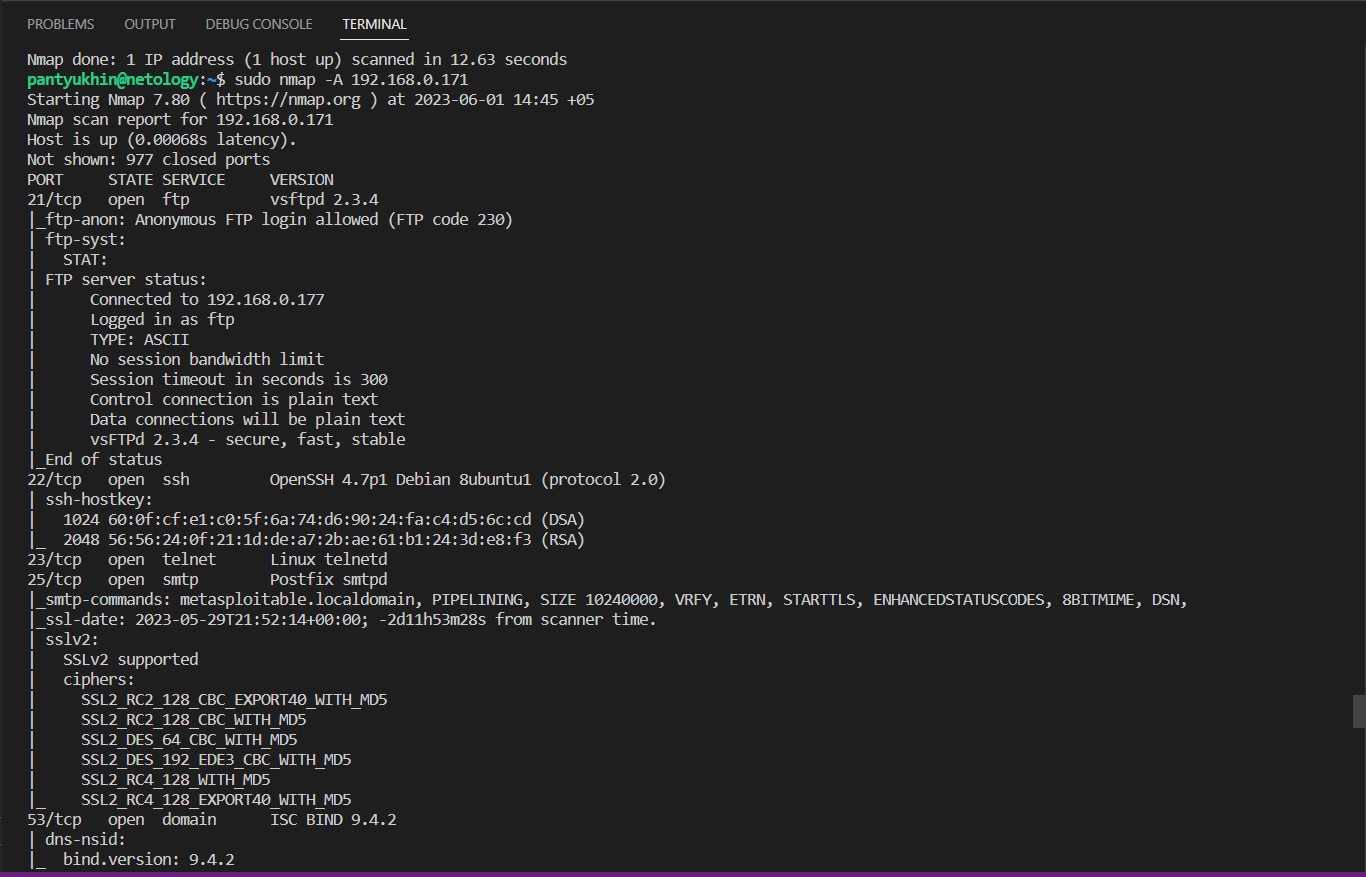 PROBLEMS OUTPUT DEBUG CONSOLE TERMINAL
Nmap done: 1 IP address (1 host up) scanned in 12.63 seconds
pantyukhin@netology:~$ sudo nmap -A 192.168.0.171
Starting Nmap 7.80 ( https://nmap.org ) at 2023-06-01 14:45 +05
Nmap scan report for 192.168.0.171
Host is up (0.00068s latency).
Not shown: 977 closed ports
PORT     STATE SERVICE     VERSION
21/tcp   open  ftp         vsftpd 2.3.4
|_ftp-anon: Anonymous FTP login allowed (FTP code 230)
| ftp-syst:
|   STAT:
| FTP server status:
|      Connected to 192.168.0.177
|      Logged in as ftp
|      TYPE: ASCII
|      No session bandwidth limit
|      Session timeout in seconds is 300
|      Control connection is plain text
|      Data connections will be plain text
|      vsFTPd 2.3.4 - secure, fast, stable
|_End of status
22/tcp   open  ssh         OpenSSH 4.7p1 Debian 8ubuntu1 (protocol 2.0)
| ssh-hostkey:
|   1024 60:0f:cf:e1:c0:5f:6a:74:d6:90:24:fa:c4:d5:6c:cd (DSA)
|_  2048 56:56:24:0f:21:1d:de:a7:2b:ae:61:b1:24:3d:e8:f3 (RSA)
23/tcp   open  telnet      Linux telnetd
25/tcp   open  smtp        Postfix smtpd
|_smtp-commands: metasploitable.localdomain, PIPELINING, SIZE 10240000, VRFY, ETRN, STARTTLS, ENHANCEDSTATUSCODES, 8BITMIME, DSN,
|_ssl-date: 2023-05-29T21:52:14+00:00; -2d11h53m28s from scanner time.
| sslv2:
|   SSLv2 supported
|   ciphers:
|     SSL2_RC2_128_CBC_EXPORT40_WITH_MD5
|     SSL2_RC2_128_CBC_WITH_MD5
|     SSL2_DES_64_CBC_WITH_MD5
|     SSL2_DES_192_EDE3_CBC_WITH_MD5
|     SSL2_RC4_128_WITH_MD5
|_    SSL2_RC4_128_EXPORT40_WITH_MD5
53/tcp   open  domain      ISC BIND 9.4.2
| dns-nsid:
|_  bind.version: 9.4.2